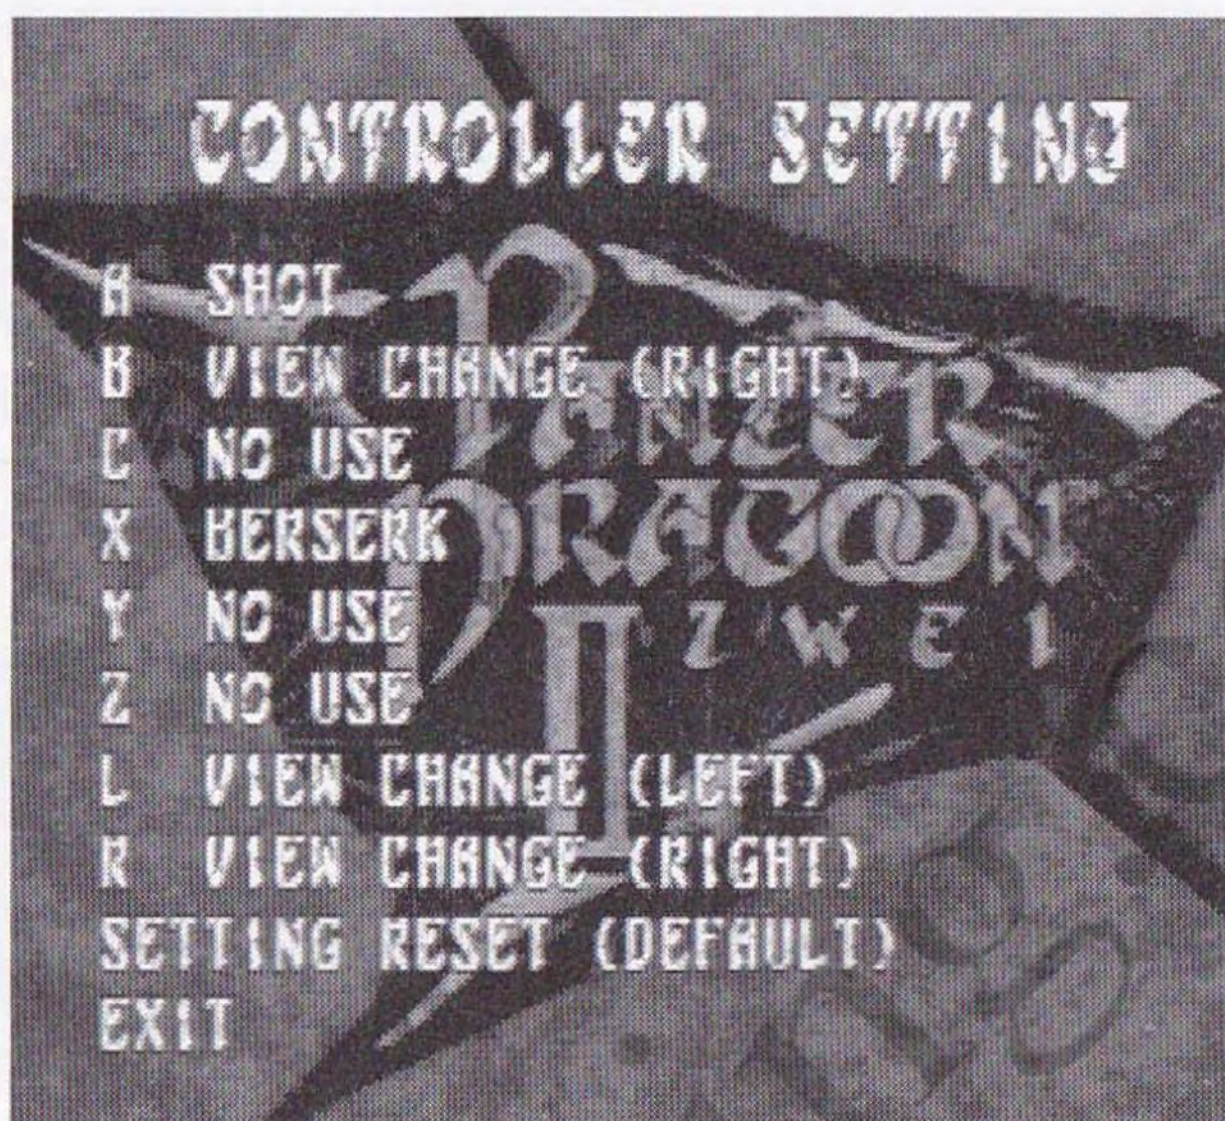 CONTROLLER SETTING
A SHOT
B VIEW CHANGE (RIGHT)
C NO USE
X BERSERK
Y NO USE
Z NO USE
L VIEW CHANGE (LEFT)
R VIEW CHANGE (RIGHT)
SETTING RESET (DEFAULT)
EXIT
PANZER
DRAGOON
II ZWEI